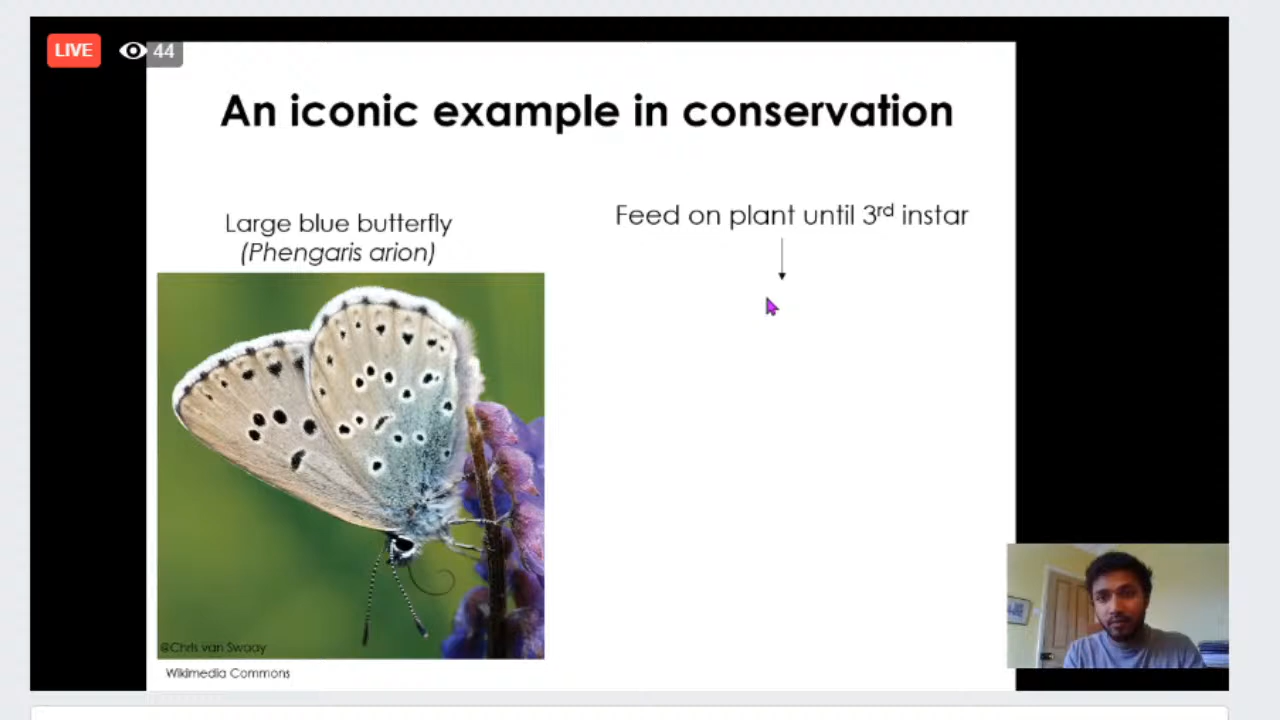 LIVE 44
An iconic example in conservation
Large blue butterfly
(Phengaris arion)
Feed on plant until 3rd instar
@Chris van Swaay
Wikimedia Commons